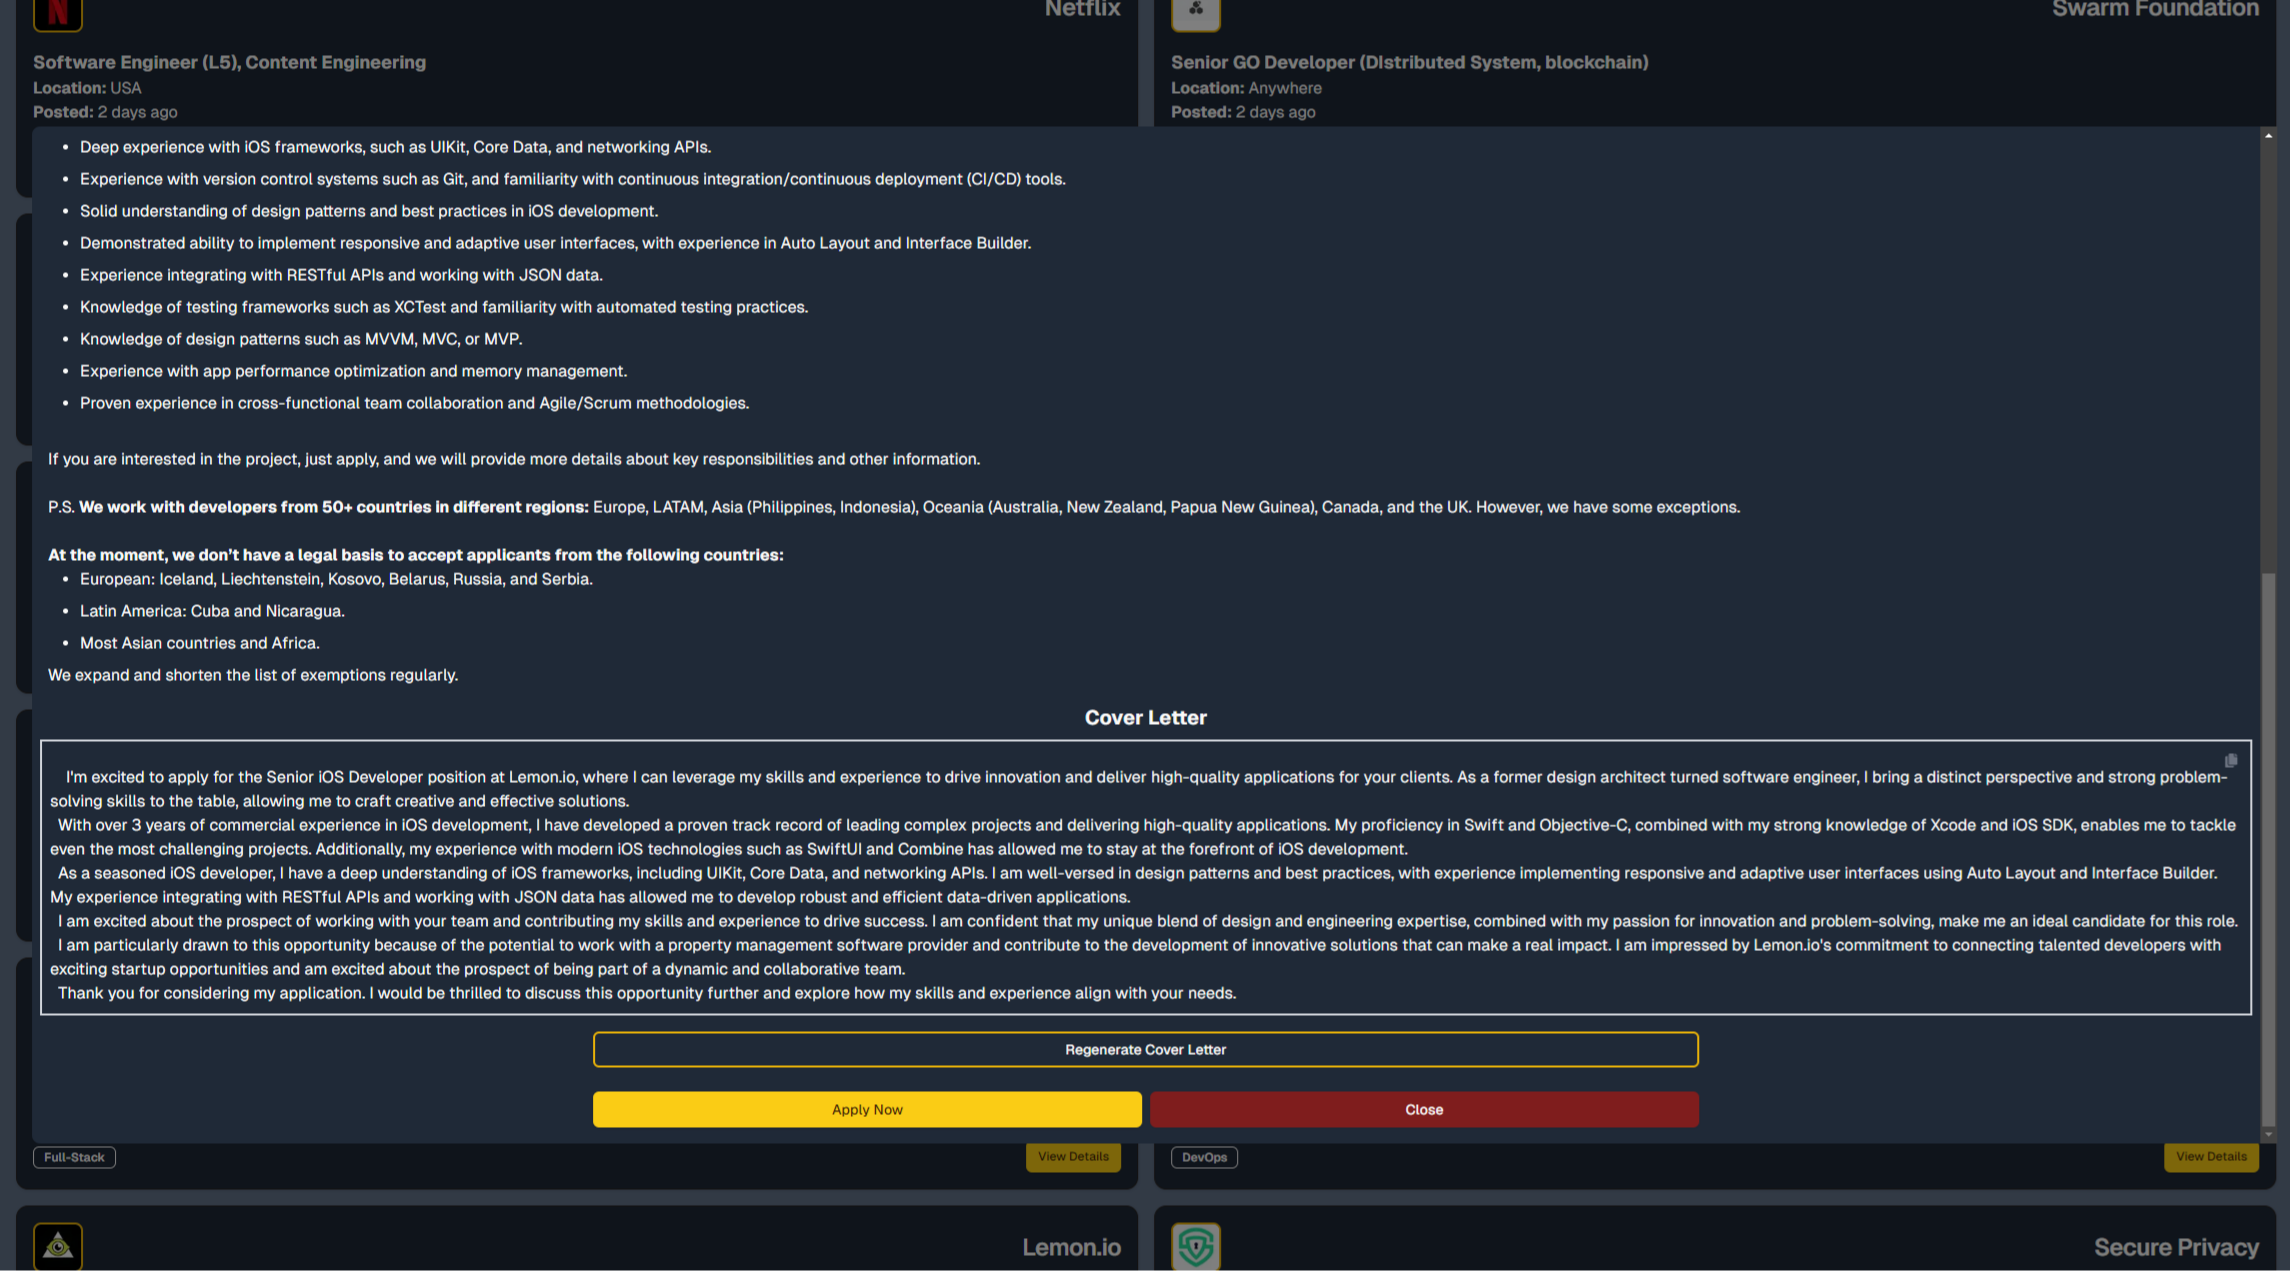 Netflix
Software Engineer (L5), Content Engineering
Location: USA
Posted: 2 days ago
Swarm Foundation
Senior GO Developer (DIstributed System, blockchain)
Location: Anywhere
Posted: 2 days ago
• Deep experience with iOS frameworks, such as UIKit, Core Data, and networking APIs.
• Experience with version control systems such as Git, and familiarity with continuous integration/continuous deployment (CI/CD) tools.
• Solid understanding of design patterns and best practices in iOS development.
• Demonstrated ability to implement responsive and adaptive user interfaces, with experience in Auto Layout and Interface Builder.
• Experience integrating with RESTful APIs and working with JSON data.
• Knowledge of testing frameworks such as XCTest and familiarity with automated testing practices.
• Knowledge of design patterns such as MVVM, MVC, or MVP.
• Experience with app performance optimization and memory management.
• Proven experience in cross-functional team collaboration and Agile/Scrum methodologies.
If you are interested in the project, just apply, and we will provide more details about key responsibilities and other information.
P.S. We work with developers from 50+ countries in different regions: Europe, LATAM, Asia (Philippines, Indonesia), Oceania (Australia, New Zealand, Papua New Guinea), Canada, and the UK. However, we have some exceptions.
At the moment, we don’t have a legal basis to accept applicants from the following countries:
• European: Iceland, Liechtenstein, Kosovo, Belarus, Russia, and Serbia.
• Latin America: Cuba and Nicaragua.
• Most Asian countries and Africa.
We expand and shorten the list of exemptions regularly.
Cover Letter
I'm excited to apply for the Senior iOS Developer position at Lemon.io, where I can leverage my skills and experience to drive innovation and deliver high-quality applications for your clients. As a former design architect turned software engineer, I bring a distinct perspective and strong problem-
solving skills to the table, allowing me to craft creative and effective solutions.
With over 3 years of commercial experience in iOS development, I have developed a proven track record of leading complex projects and delivering high-quality applications. My proficiency in Swift and Objective-C, combined with my strong knowledge of Xcode and iOS SDK, enables me to tackle
even the most challenging projects. Additionally, my experience with modern iOS technologies such as SwiftUI and Combine has allowed me to stay at the forefront of iOS development.
As a seasoned iOS developer, I have a deep understanding of iOS frameworks, including UIKit, Core Data, and networking APIs. I am well-versed in design patterns and best practices, with experience implementing responsive and adaptive user interfaces using Auto Layout and Interface Builder.
My experience integrating with RESTful APIs and working with JSON data has allowed me to develop robust and efficient data-driven applications.
I am excited about the prospect of working with your team and contributing my skills and experience to drive success. I am confident that my unique blend of design and engineering expertise, combined with my passion for innovation and problem-solving, make me an ideal candidate for this role.
I am particularly drawn to this opportunity because of the potential to work with a property management software provider and contribute to the development of innovative solutions that can make a real impact. I am impressed by Lemon.io's commitment to connecting talented developers with
exciting startup opportunities and am excited about the prospect of being part of a dynamic and collaborative team.
Thank you for considering my application. I would be thrilled to discuss this opportunity further and explore how my skills and experience align with your needs.
Regenerate Cover Letter
Apply Now
Close
Full-Stack
View Details
DevOps
View Details
Lemon.io
Secure Privacy